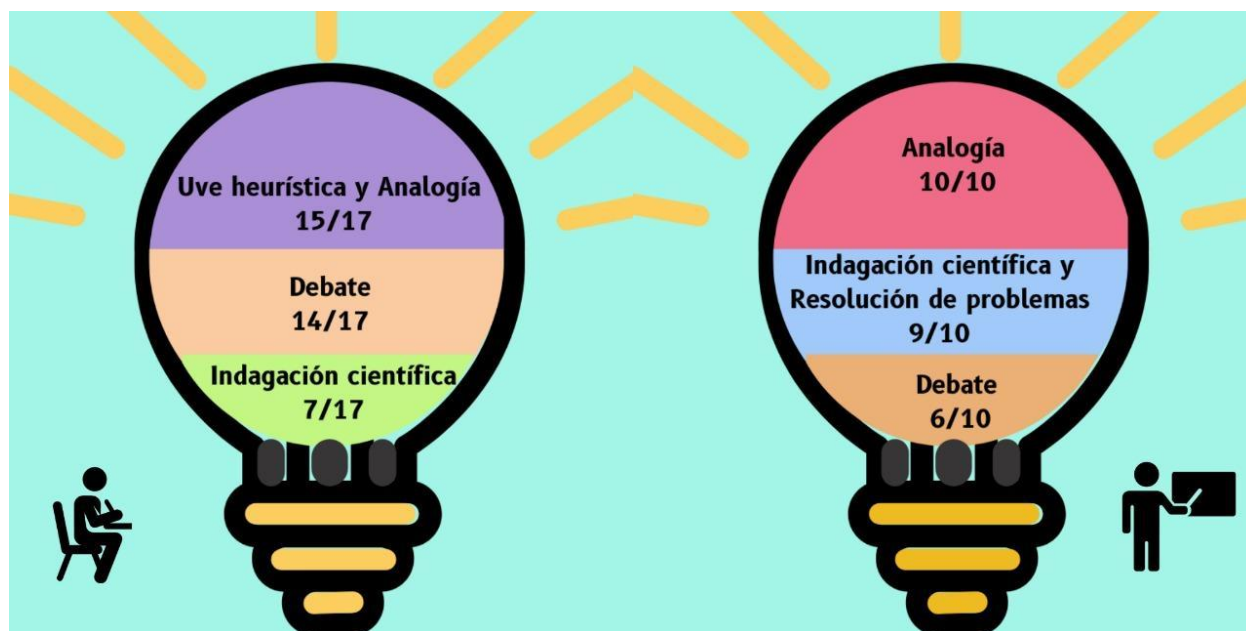 Uve heurística y Analogía
15/17
Debate
14/17
Indagación científica
7/17
Analogía
10/10
Indagación científica y
Resolución de problemas
9/10
Debate
6/10